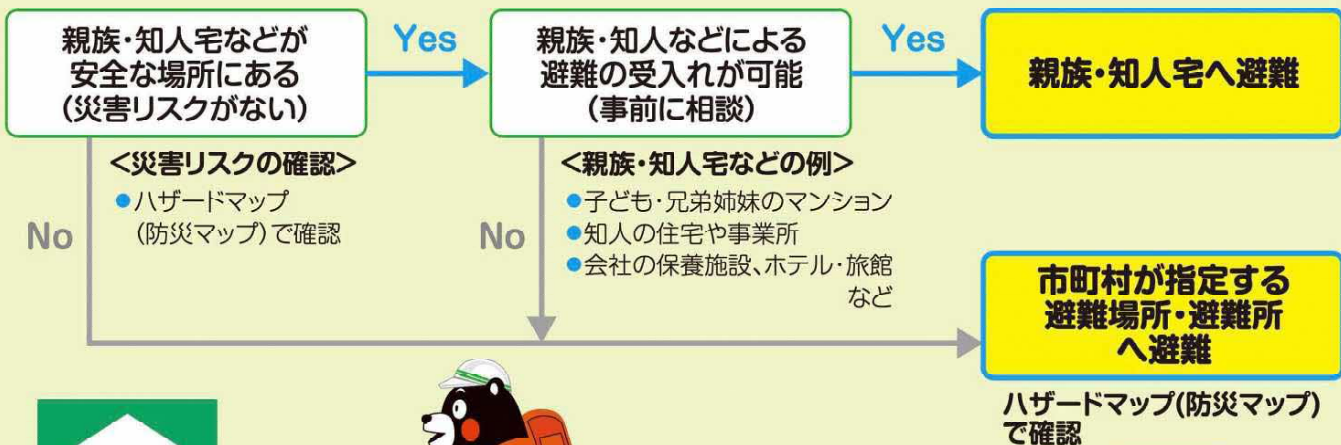 親族・知人宅などが
安全な場所にある
(災害リスクがない)
Yes
親族・知人などによる
避難の受入れが可能
(事前に相談)
Yes
親族・知人宅へ避難
<災害リスクの確認>
●ハザードマップ
(防災マップ)で確認
No
<親族・知人宅などの例>
●子ども・兄弟姉妹のマンション
●知人の住宅や事業所
●会社の保養施設、ホテル・旅館
など
No
市町村が指定する
避難場所・避難所
へ避難
ハザードマップ(防災マップ)
で確認